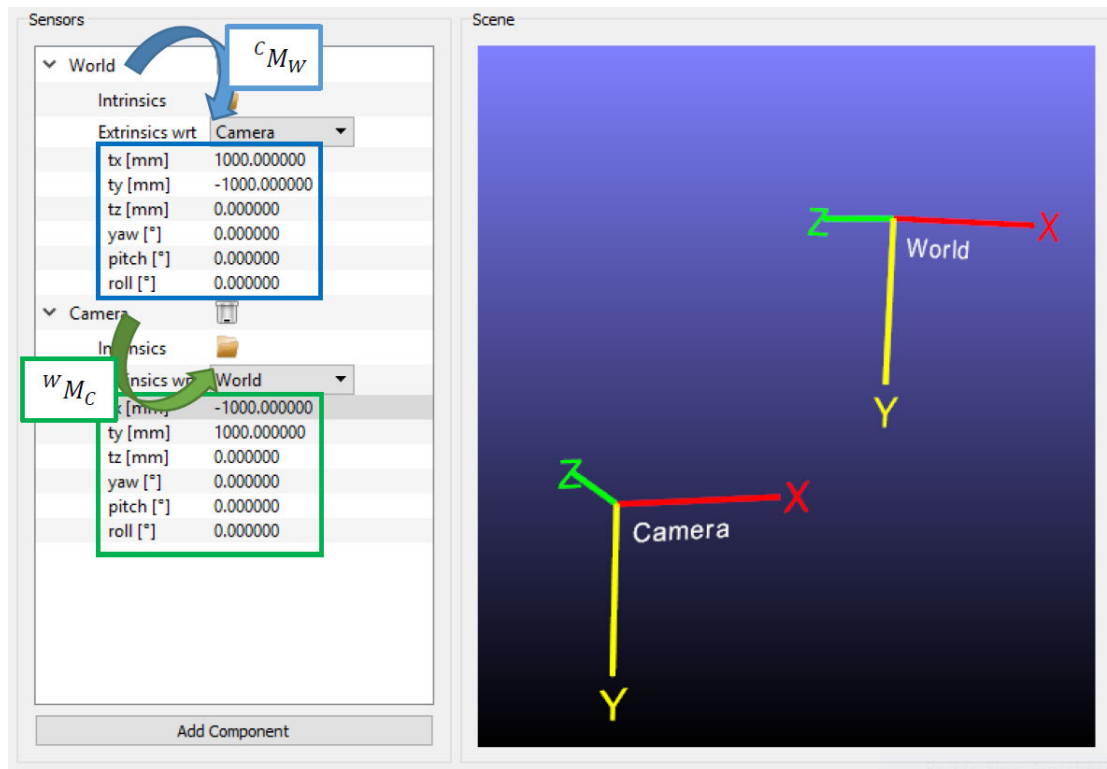 Sensors
World
ᶜM_W
Intrinsics
Extrinsics wrt Camera
tx [mm] 1000.000000
ty [mm] -1000.000000
tz [mm] 0.000000
yaw [°] 0.000000
pitch [°] 0.000000
roll [°] 0.000000
Camera
Intrinsics
ᵂM_C
World
-1000.000000
ty [mm] 1000.000000
tz [mm] 0.000000
yaw [°] 0.000000
pitch [°] 0.000000
roll [°] 0.000000
Add Component
Scene
Z X
World
Y
Z X
Camera
Y